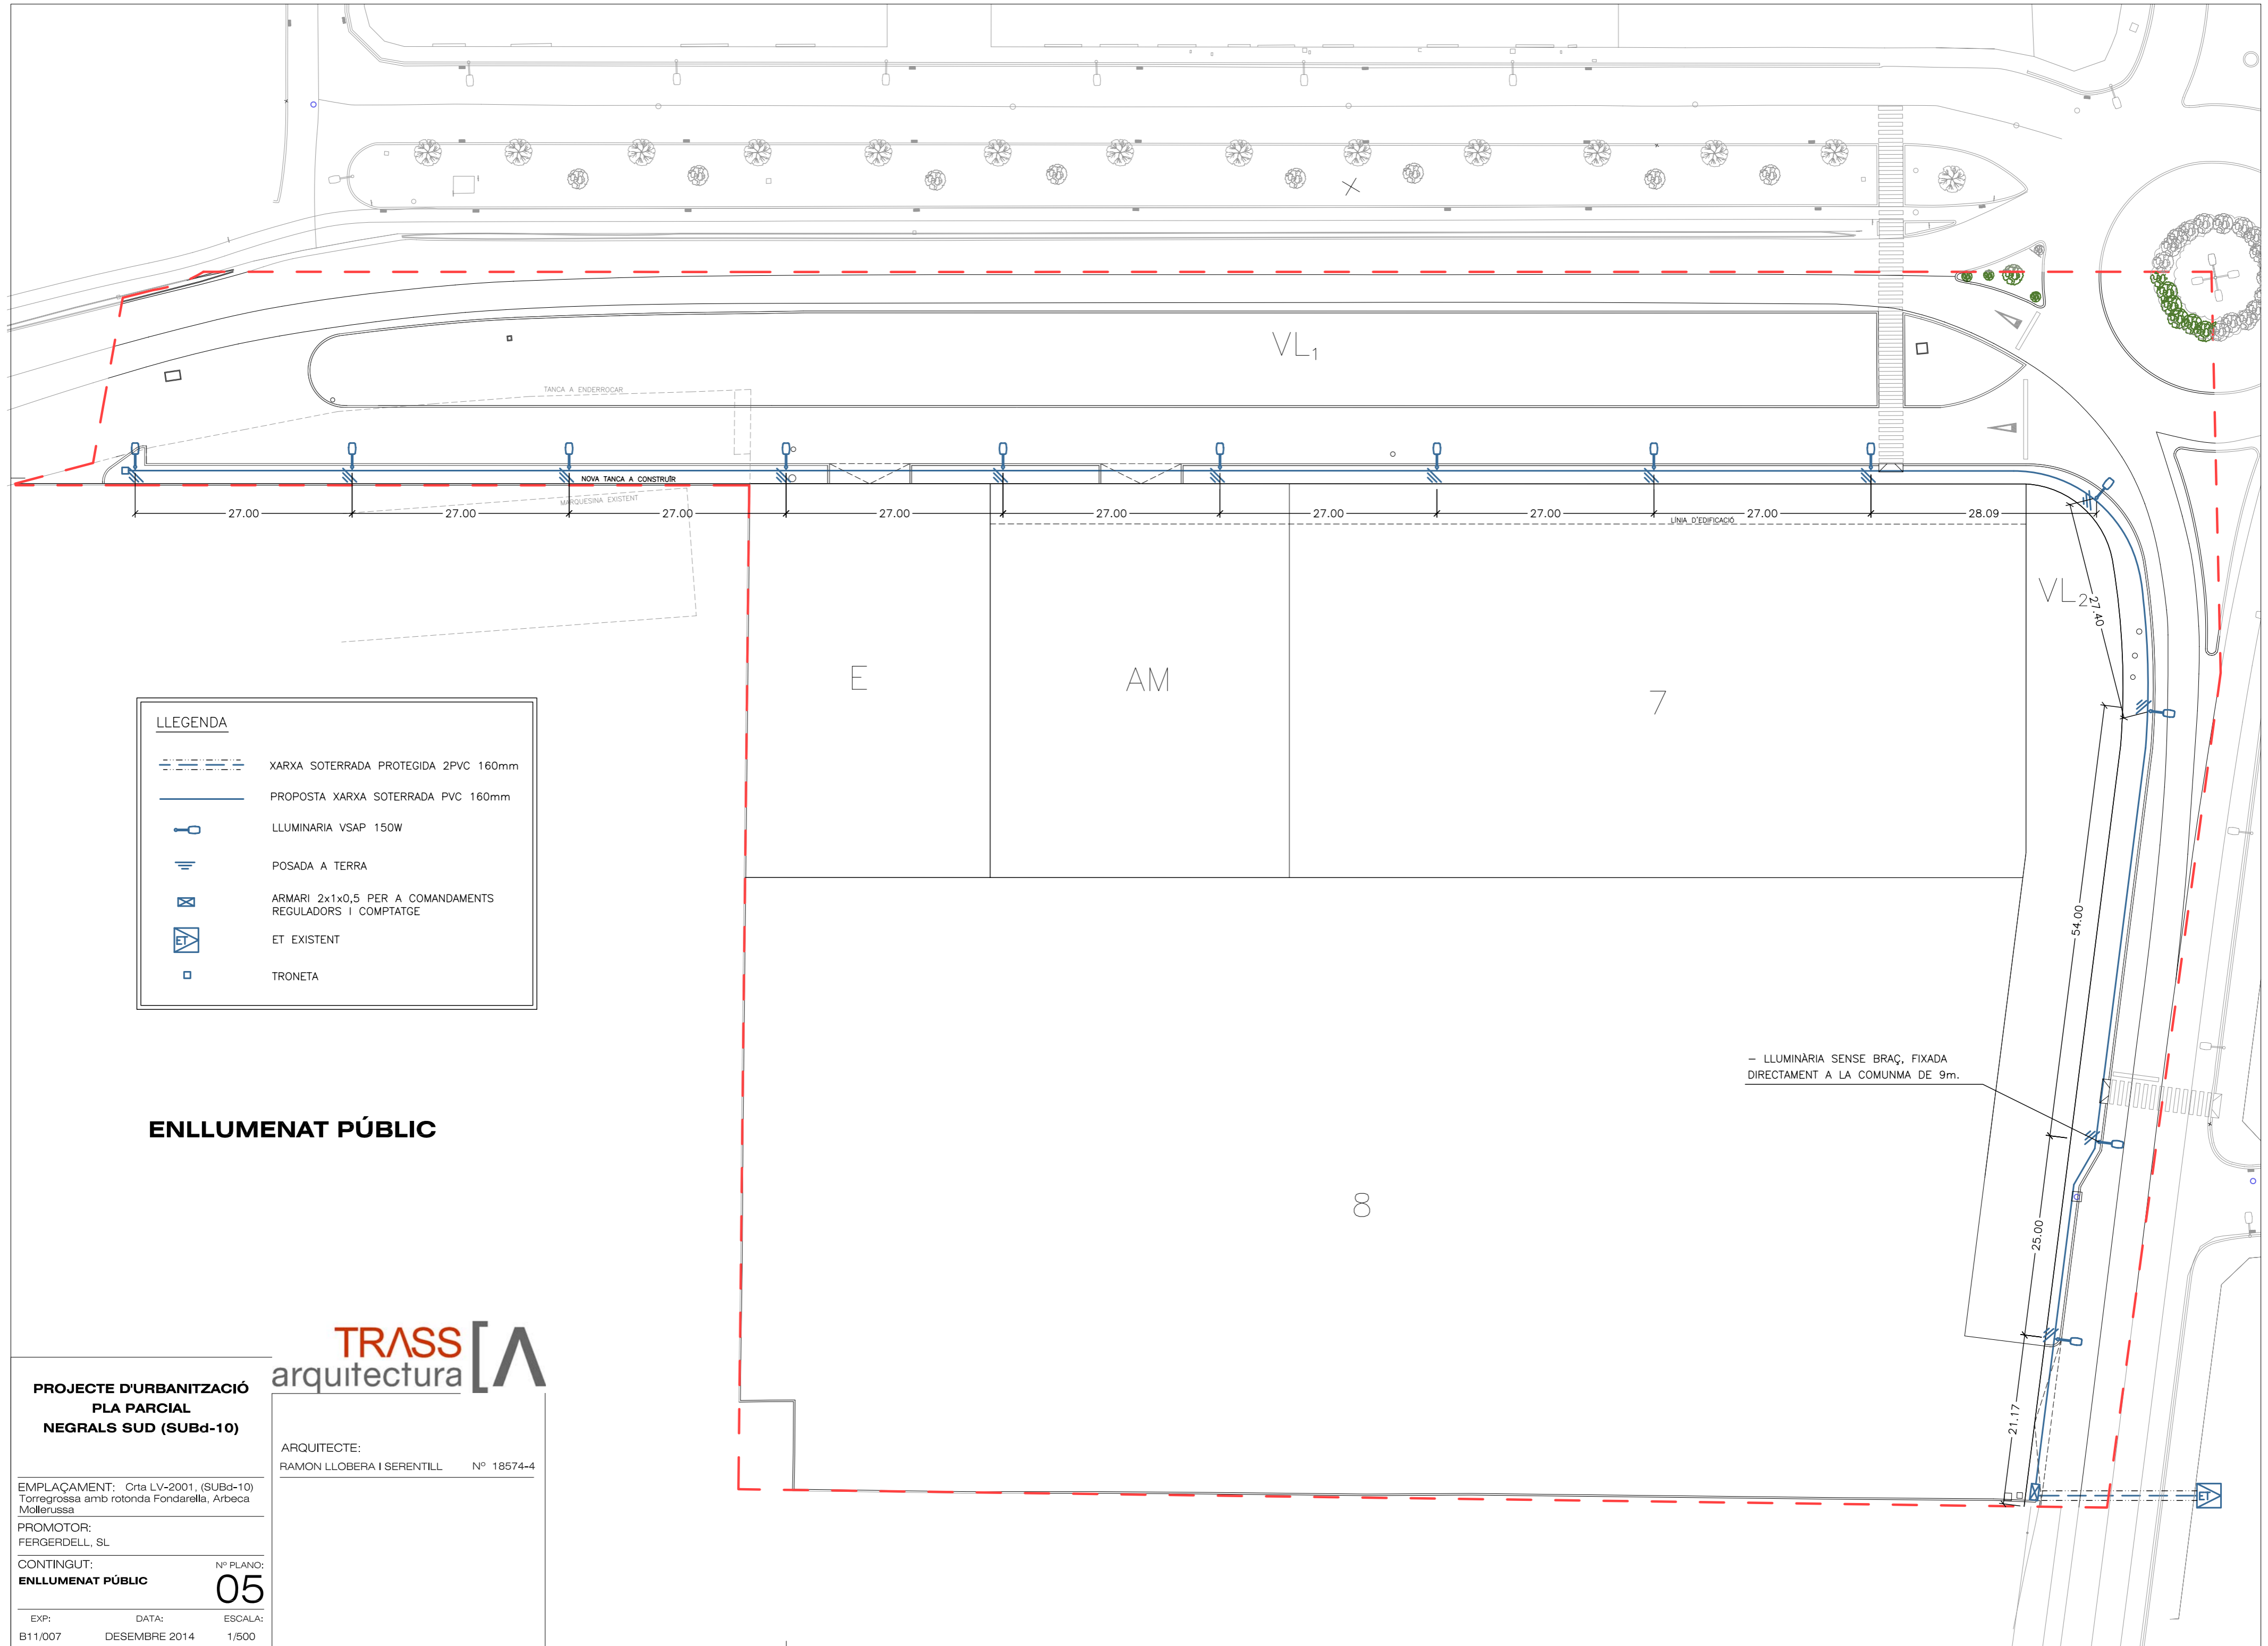 VL1
TANCA A ENDERROCAR
NOVA TANCA A CONSTRUÏR
MARQUESINA EXISTENT
27.00
27.00
27.00
27.00
27.00
27.00
27.00
27.00
28.09
LÍNIA D'EDIFICACIÓ
VL2
27.40
E
AM
7
54.00
LLEGENDA
XARXA SOTERRADA PROTEGIDA 2PVC 160mm
PROPOSTA XARXA SOTERRADA PVC 160mm
LLUMINARIA VSAP 150W
POSADA A TERRA
ARMARI 2x1x0,5 PER A COMANDAMENTS
REGULADORS I COMPTATGE
ET
ET EXISTENT
TRONETA
– LLUMINÀRIA SENSE BRAÇ, FIXADA
DIRECTAMENT A LA COMUNMA DE 9m.
ENLLUMENAT PÚBLIC
8
25.00
21.17
ET
TRASS
arquitectura
PROJECTE D'URBANITZACIÓ
PLA PARCIAL
NEGRALS SUD (SUBd-10)
ARQUITECTE:
RAMON LLOBERA I SERENTILL Nº 18574-4
EMPLAÇAMENT: Crta LV-2001, (SUBd-10)
Torregrossa amb rotonda Fondarella, Arbeca
Mollerussa
PROMOTOR:
FERGERDELL, SL
CONTINGUT: Nº PLANO:
ENLLUMENAT PÚBLIC 05
EXP: DATA: ESCALA:
B11/007 DESEMBRE 2014 1/500